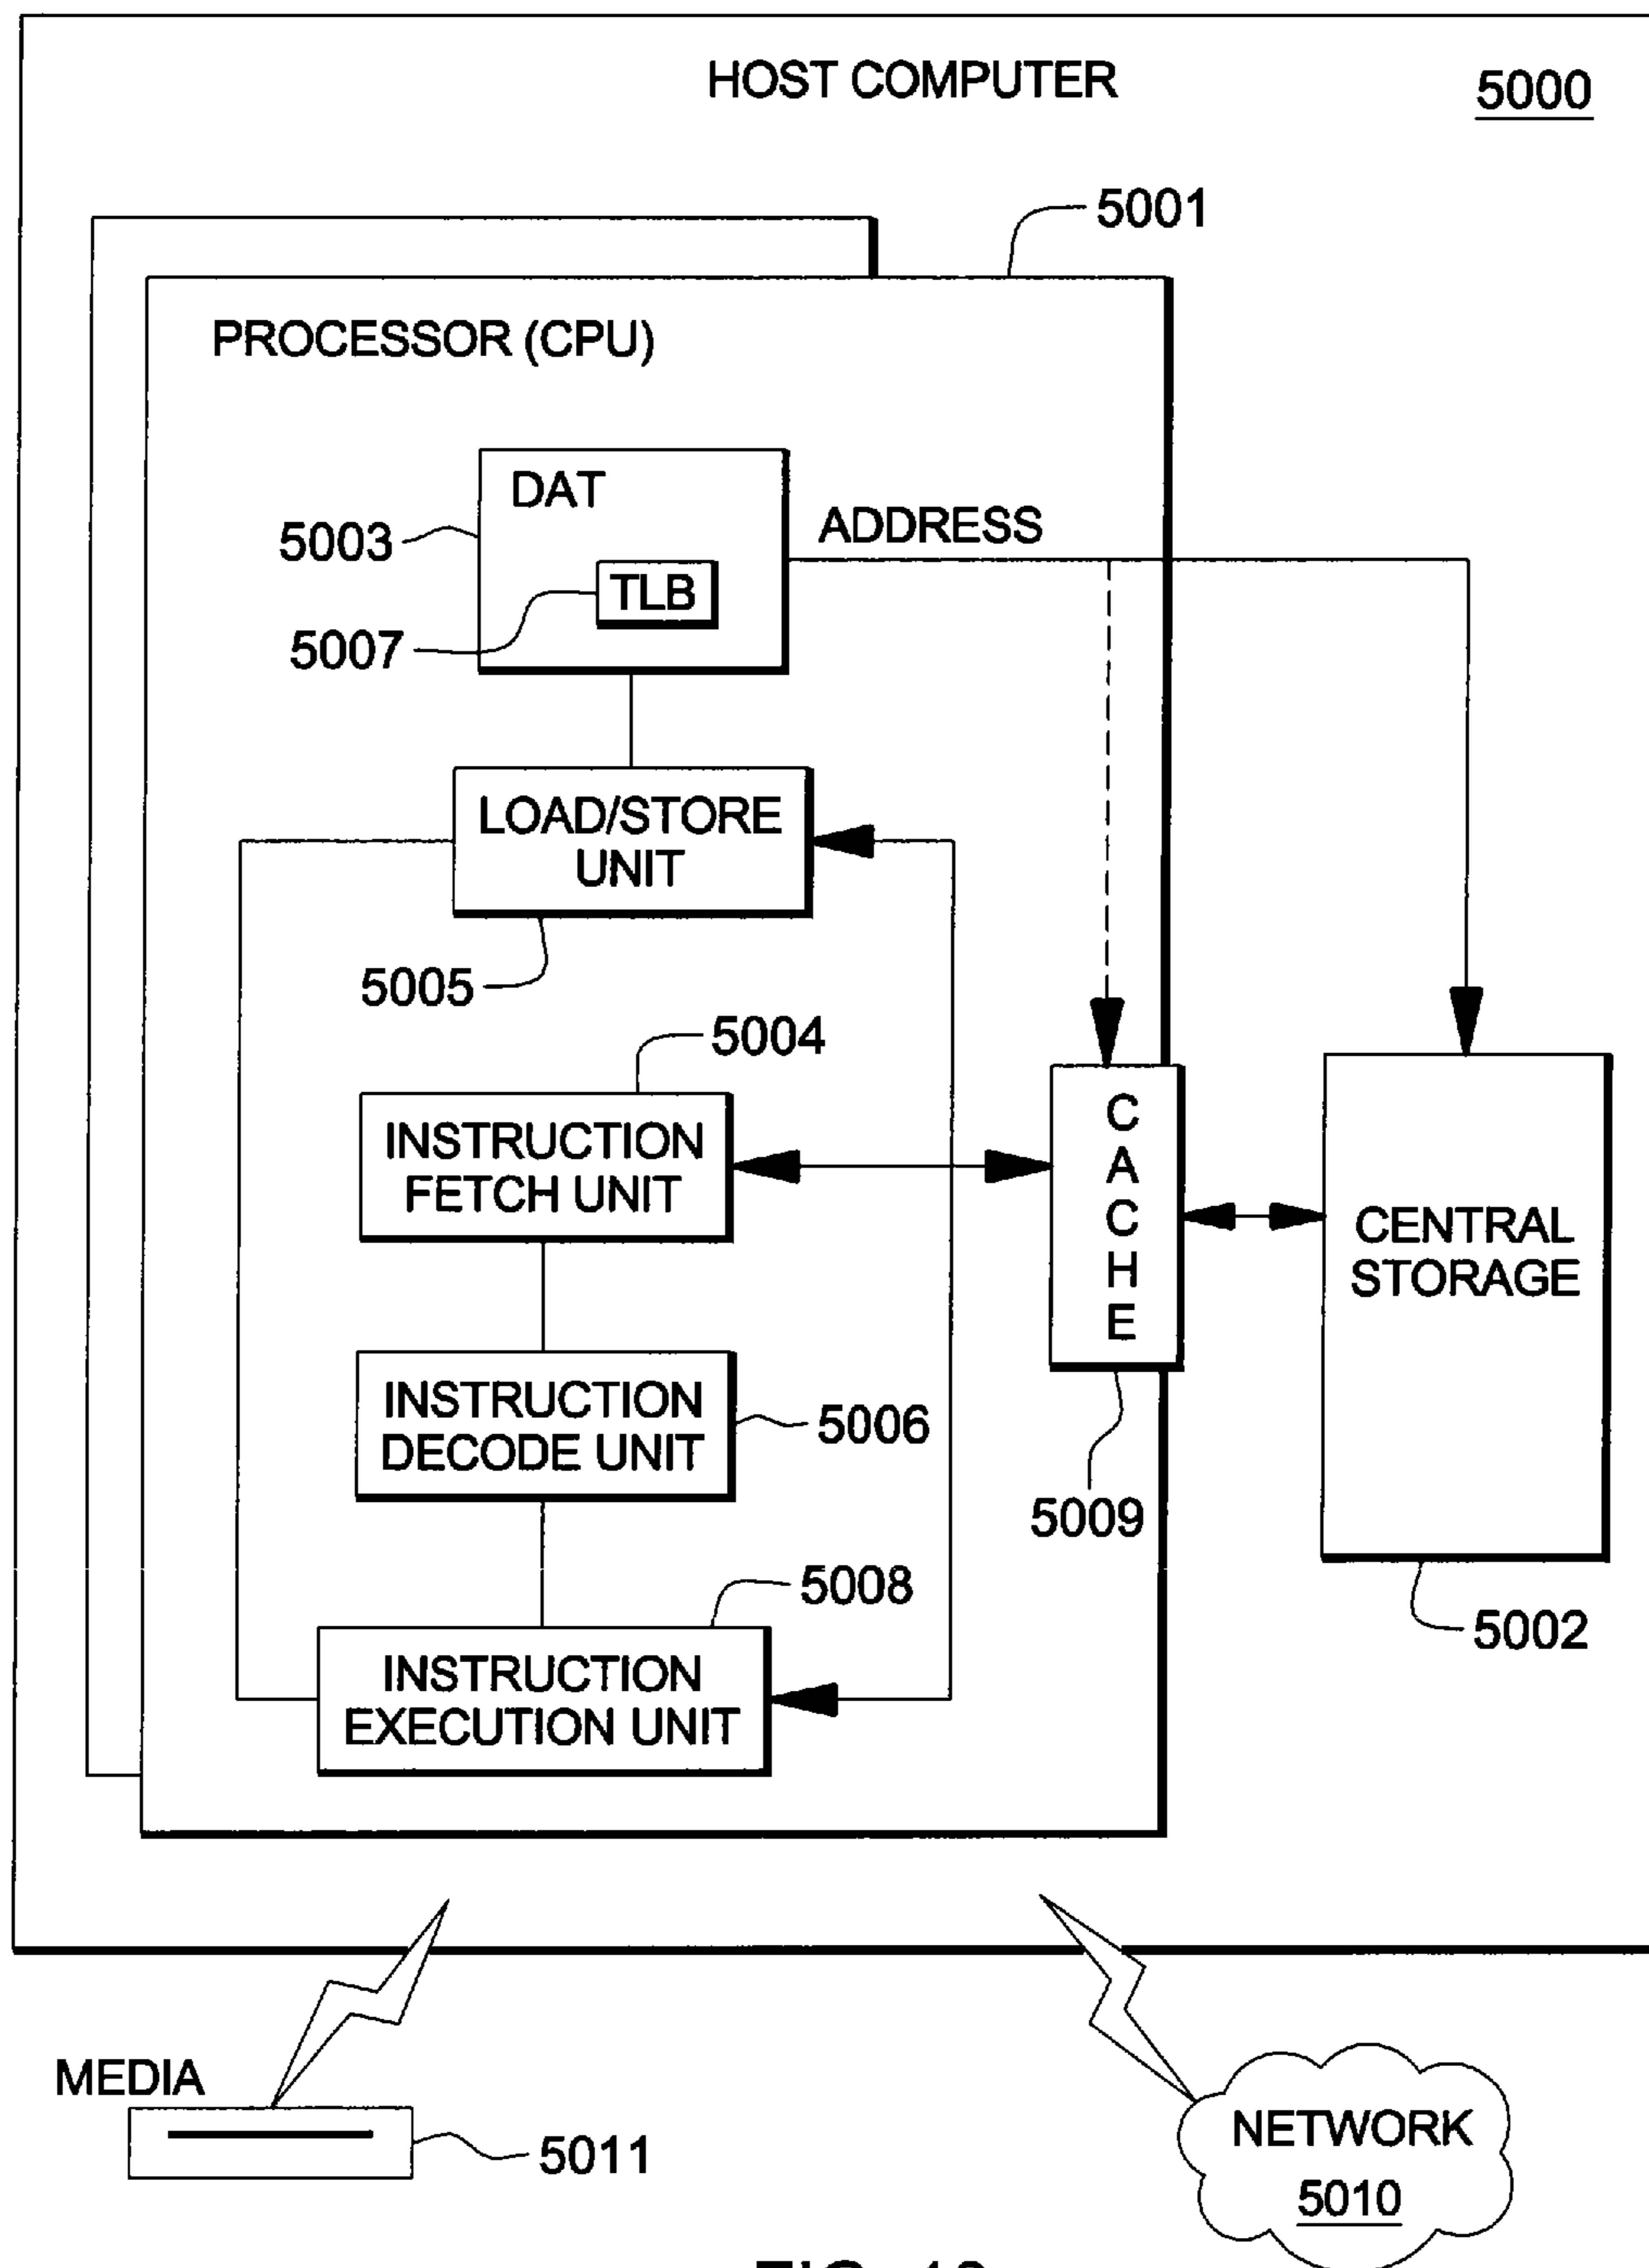 HOST COMPUTER
5000
5001
PROCESSOR (CPU)
DAT
5003
ADDRESS
TLB
5007
LOAD/STORE
UNIT
5005
5004
INSTRUCTION
FETCH UNIT
C
A
C
H
E
CENTRAL
STORAGE
INSTRUCTION
DECODE UNIT
5006
5009
5008
INSTRUCTION
EXECUTION UNIT
5002
MEDIA
5011
NETWORK
5010